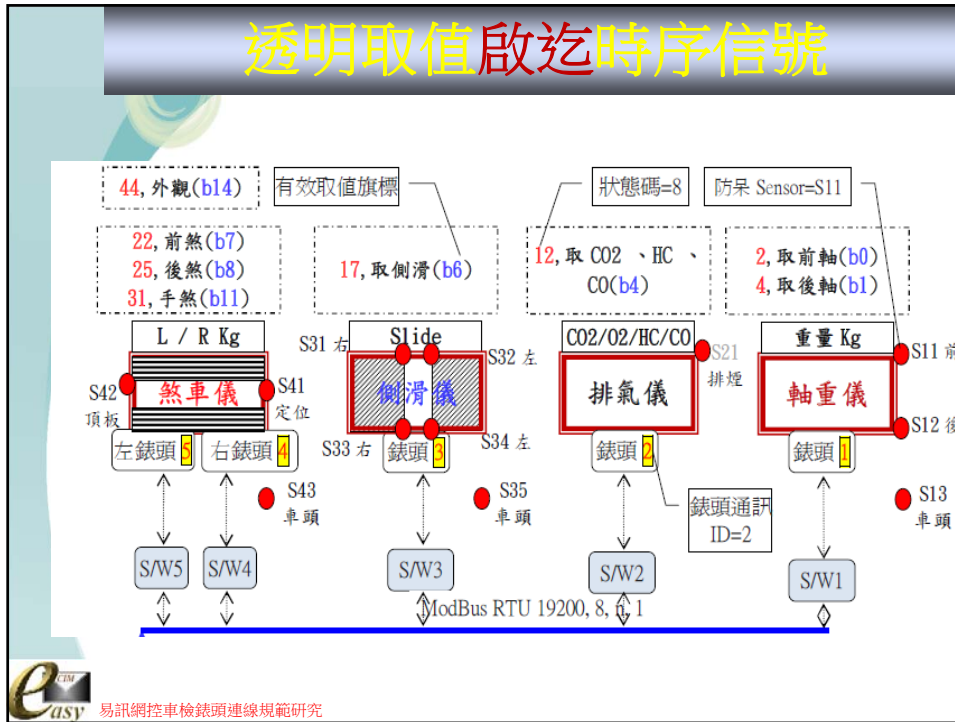 透明取值啟迄時序信號
44, 外觀(b14)
有效取值旗標
狀態碼=8
防呆 Sensor=S11
22, 前煞(b7)
25, 後煞(b8)
31, 手煞(b11)
17, 取側滑(b6)
12, 取 CO2 、HC 、
CO(b4)
2, 取前軸(b0)
4, 取後軸(b1)
L / R Kg
Slide
CO2/O2/HC/CO
重量 Kg
S31 右
S32 左
S21
排煙
S11 前
S42
頂板
煞車儀
S41
定位
側滑儀
排氣儀
軸重儀
S12 後
S33 右
S34 左
左錶頭 5
右錶頭 4
錶頭 3
錶頭 2
錶頭 1
S43
車頭
S35
車頭
錶頭通訊
ID=2
S13
車頭
S/W5
S/W4
S/W3
S/W2
S/W1
ModBus RTU 19200, 8, n, 1
CIM
easy
易訊網控車檢錶頭連線規範研究